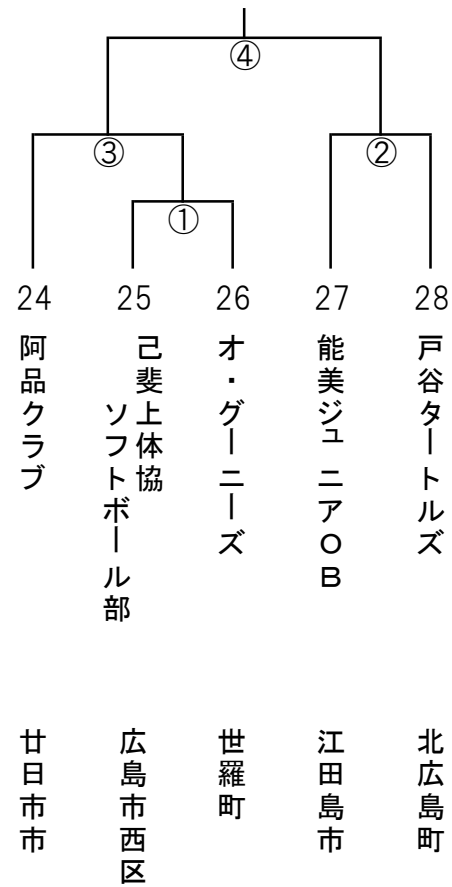 ④
③
②
①
24
25
26
27
28
阿品クラブ
己斐上体協
ソフトボール部
オ・グーニーズ
能美ジュニアOB
戸谷タートルズ
廿日市市
広島市西区
世羅町
江田島市
北広島町